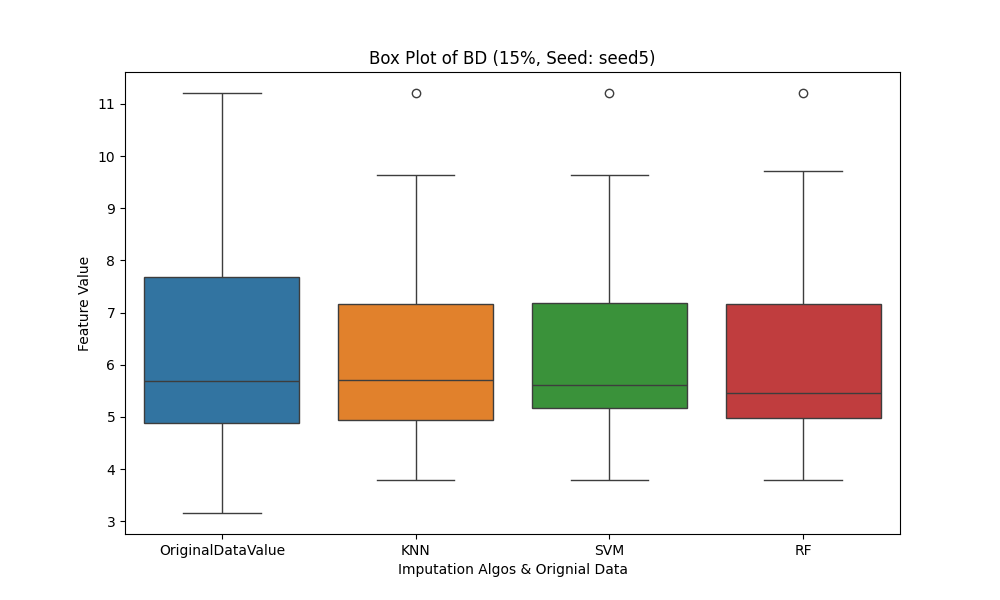 Box Plot of BD (15%, Seed: seed5)
Feature Value
11
10
9
8
7
6
5
4
3
OriginalDataValue KNN SVM RF
Imputation Algos & Orignial Data